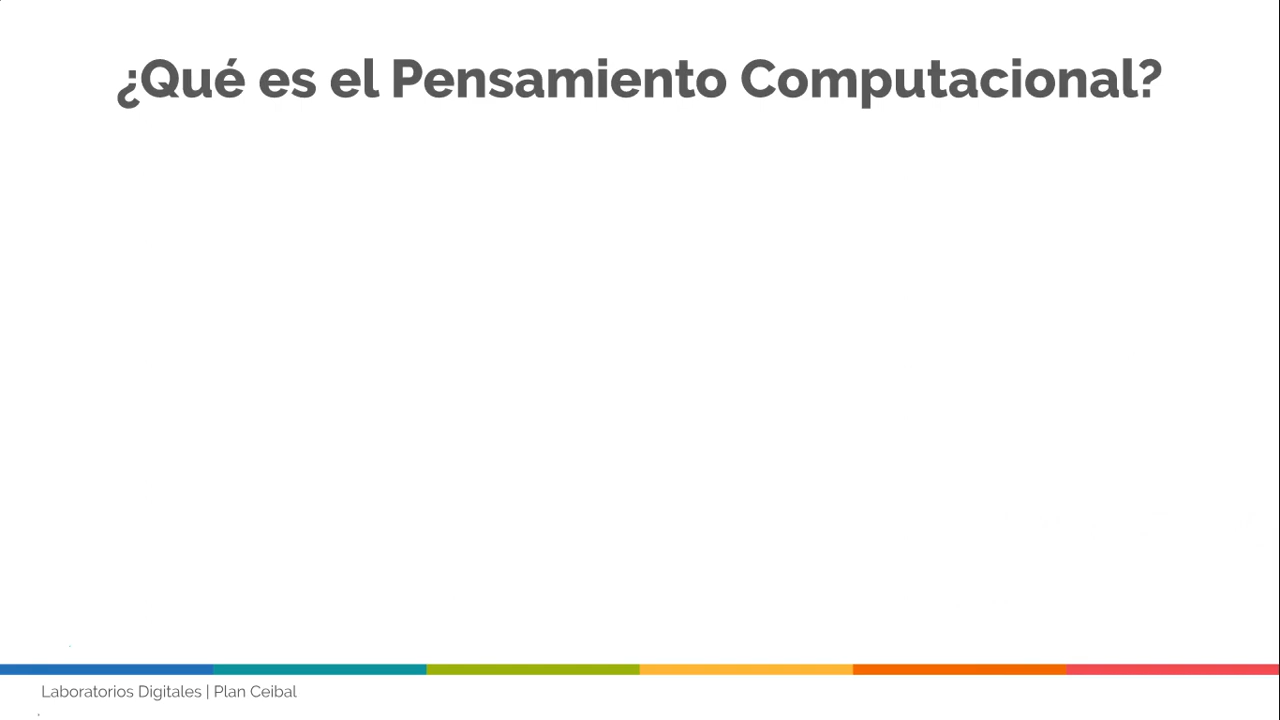 ¿Qué es el Pensamiento Computacional?
Laboratorios Digitales | Plan Ceibal